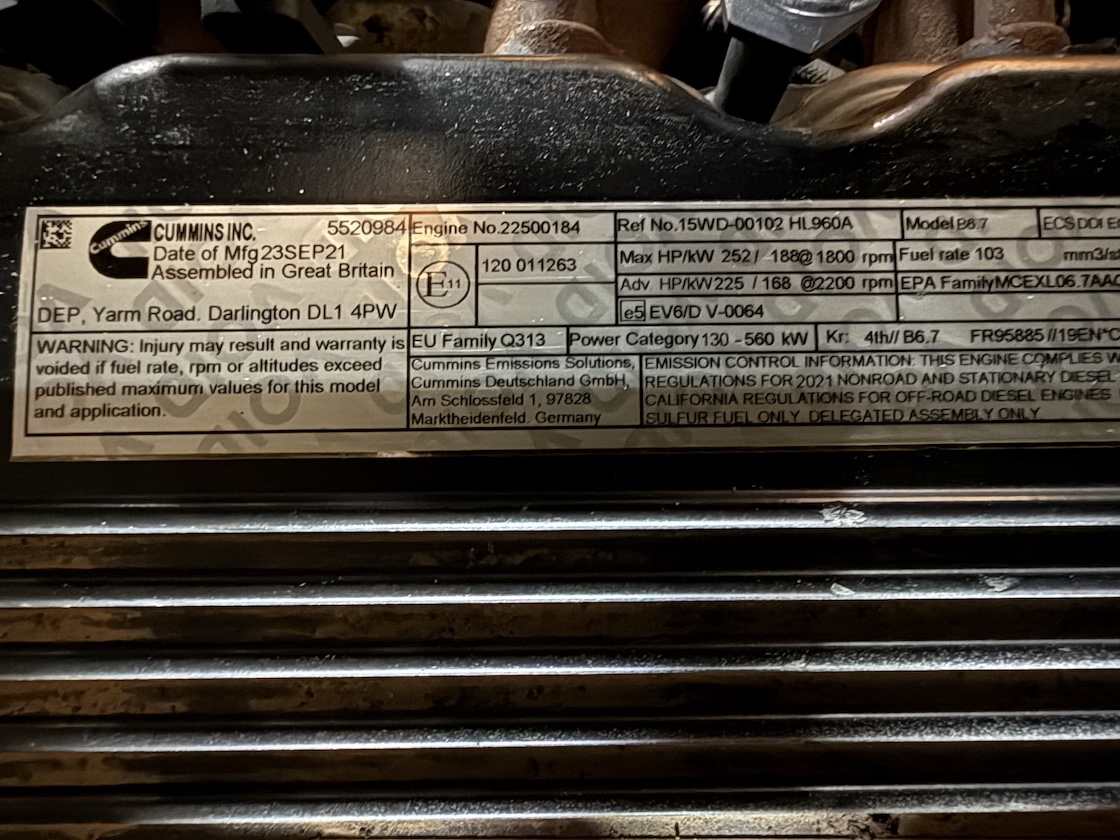 Cummins
CUMMINS INC. 5520984
Date of Mfg 23SEP21
Assembled in Great Britain
DEP, Yarm Road. Darlington DL1 4PW
WARNING: Injury may result and warranty is
voided if fuel rate, rpm or altitudes exceed
published maximum values for this model
and application.
Engine No.22500184
E11
120 011263
Ref No.15WD-00102 HL960A
Model B6.7
Max HP/kW 252 / 188@ 1800 rpm
Fuel rate 103 mm3/s
Adv. HP/kW 225 / 168 @2200 rpm
EPA Family MCEXL06.7AA
e5 EV6/D V-0064
EU Family Q313
Power Category 130 - 560 kW
Kr: 4th// B6.7 FR95885 //19EN*
Cummins Emissions Solutions,
Cummins Deutschland GmbH,
Am Schlossfeld 1, 97828
Marktheidenfeld. Germany
EMISSION CONTROL INFORMATION: THIS ENGINE COMPLIES W
REGULATIONS FOR 2021 NONROAD AND STATIONARY DIESEL
CALIFORNIA REGULATIONS FOR OFF-ROAD DIESEL ENGINES
SULFUR FUEL ONLY. DELEGATED ASSEMBLY ONLY